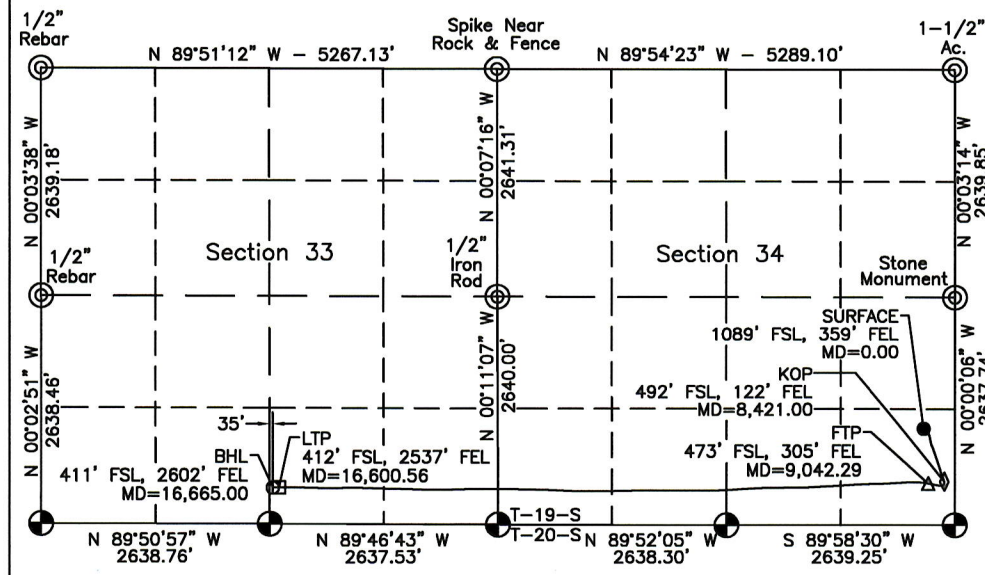 1/2"
Rebar
N 89°51'12" W – 5267.13'
Spike Near
Rock & Fence
N 89°54'23" W – 5289.10'
1-1/2"
Ac.
N 00°03'38" W
2639.18'
N 00°07'16" W
2641.31'
N 00°03'14" W
2639.85'
Section 33
Section 34
1/2"
Rebar
1/2"
Iron
Rod
Stone
Monument
SURFACE
1089' FSL, 359' FEL
MD=0.00
KOP
492' FSL, 122' FEL
MD=8,421.00
FTP
473' FSL, 305' FEL
MD=9,042.29
N 00°02'51" W
2638.46'
N 00°11'07" W
2640.00'
N 00°00'06" W
2637.74'
35'
LTP
412' FSL, 2537' FEL
MD=16,600.56
BHL
411' FSL, 2602' FEL
MD=16,665.00
T-19-S
T-20-S
N 89°50'57" W
2638.76'
N 89°46'43" W
2637.53'
N 89°52'05" W
2638.30'
S 89°58'30" W
2639.25'